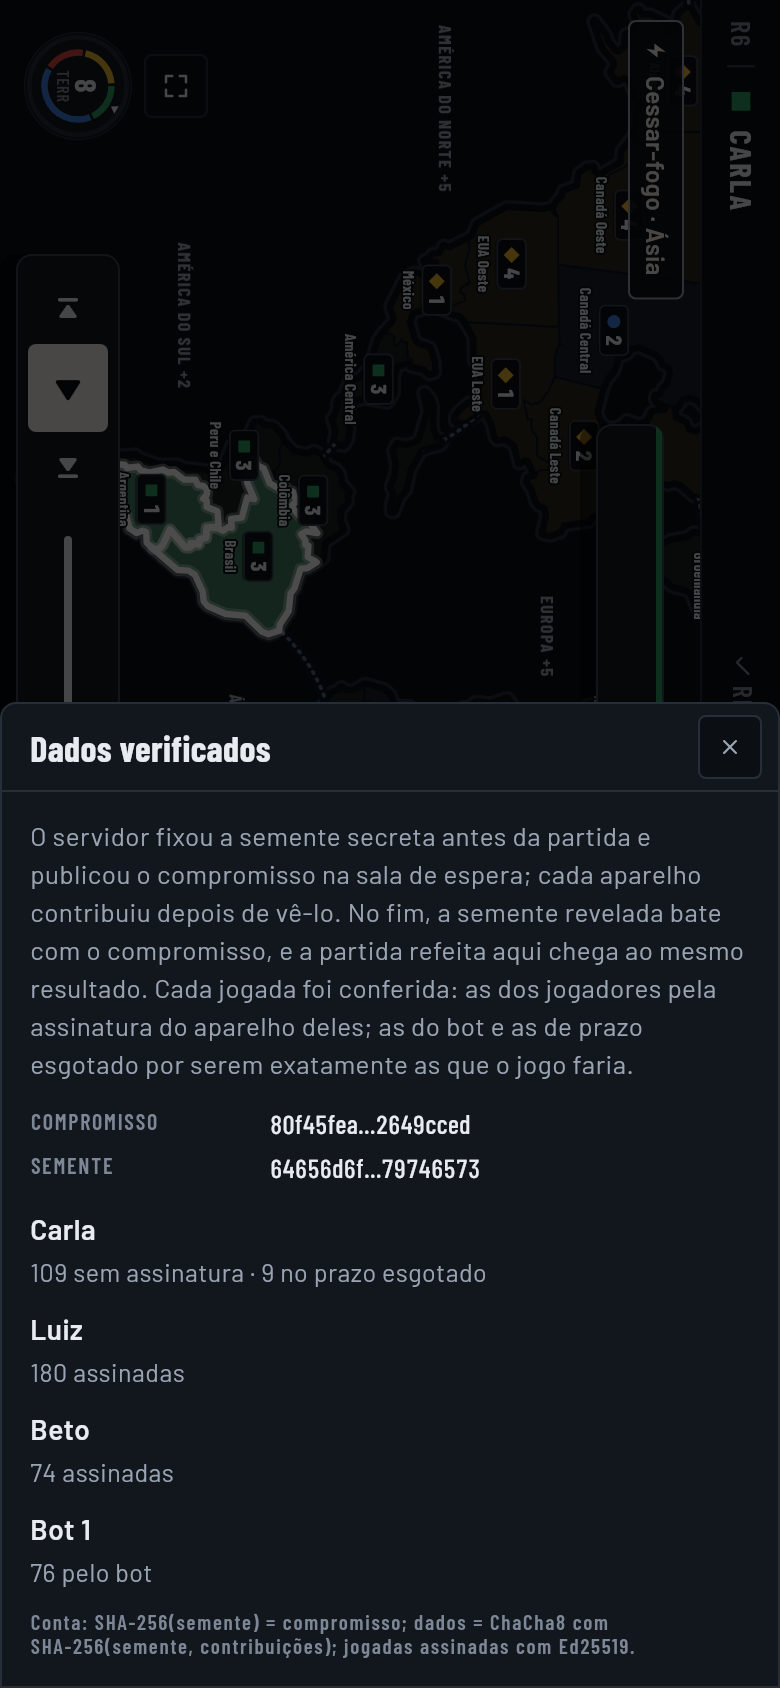 R6
CARLA
Cessar-fogo · Ásia
8
TERR
AMÉRICA DO NORTE +5
Canadá Oeste
4
EUA Oeste
4
México
1
Canadá Central
2
AMÉRICA DO SUL +2
América Central
3
EUA Leste
1
Canadá Leste
2
Peru e Chile
3
Colômbia
3
Argentina
1
Brasil
3
EUROPA +5
Groenlândia
Dados verificados
O servidor fixou a semente secreta antes da partida e
publicou o compromisso na sala de espera; cada aparelho
contribuiu depois de vê-lo. No fim, a semente revelada bate
com o compromisso, e a partida refeita aqui chega ao mesmo
resultado. Cada jogada foi conferida: as dos jogadores pela
assinatura do aparelho deles; as do bot e as de prazo
esgotado por serem exatamente as que o jogo faria.
COMPROMISSO 80f45fea…2649cced
SEMENTE 64656d6f…79746573
Carla
109 sem assinatura · 9 no prazo esgotado
Luiz
180 assinadas
Beto
74 assinadas
Bot 1
76 pelo bot
Conta: SHA-256(semente) = compromisso; dados = ChaCha8 com
SHA-256(semente, contribuições); jogadas assinadas com Ed25519.